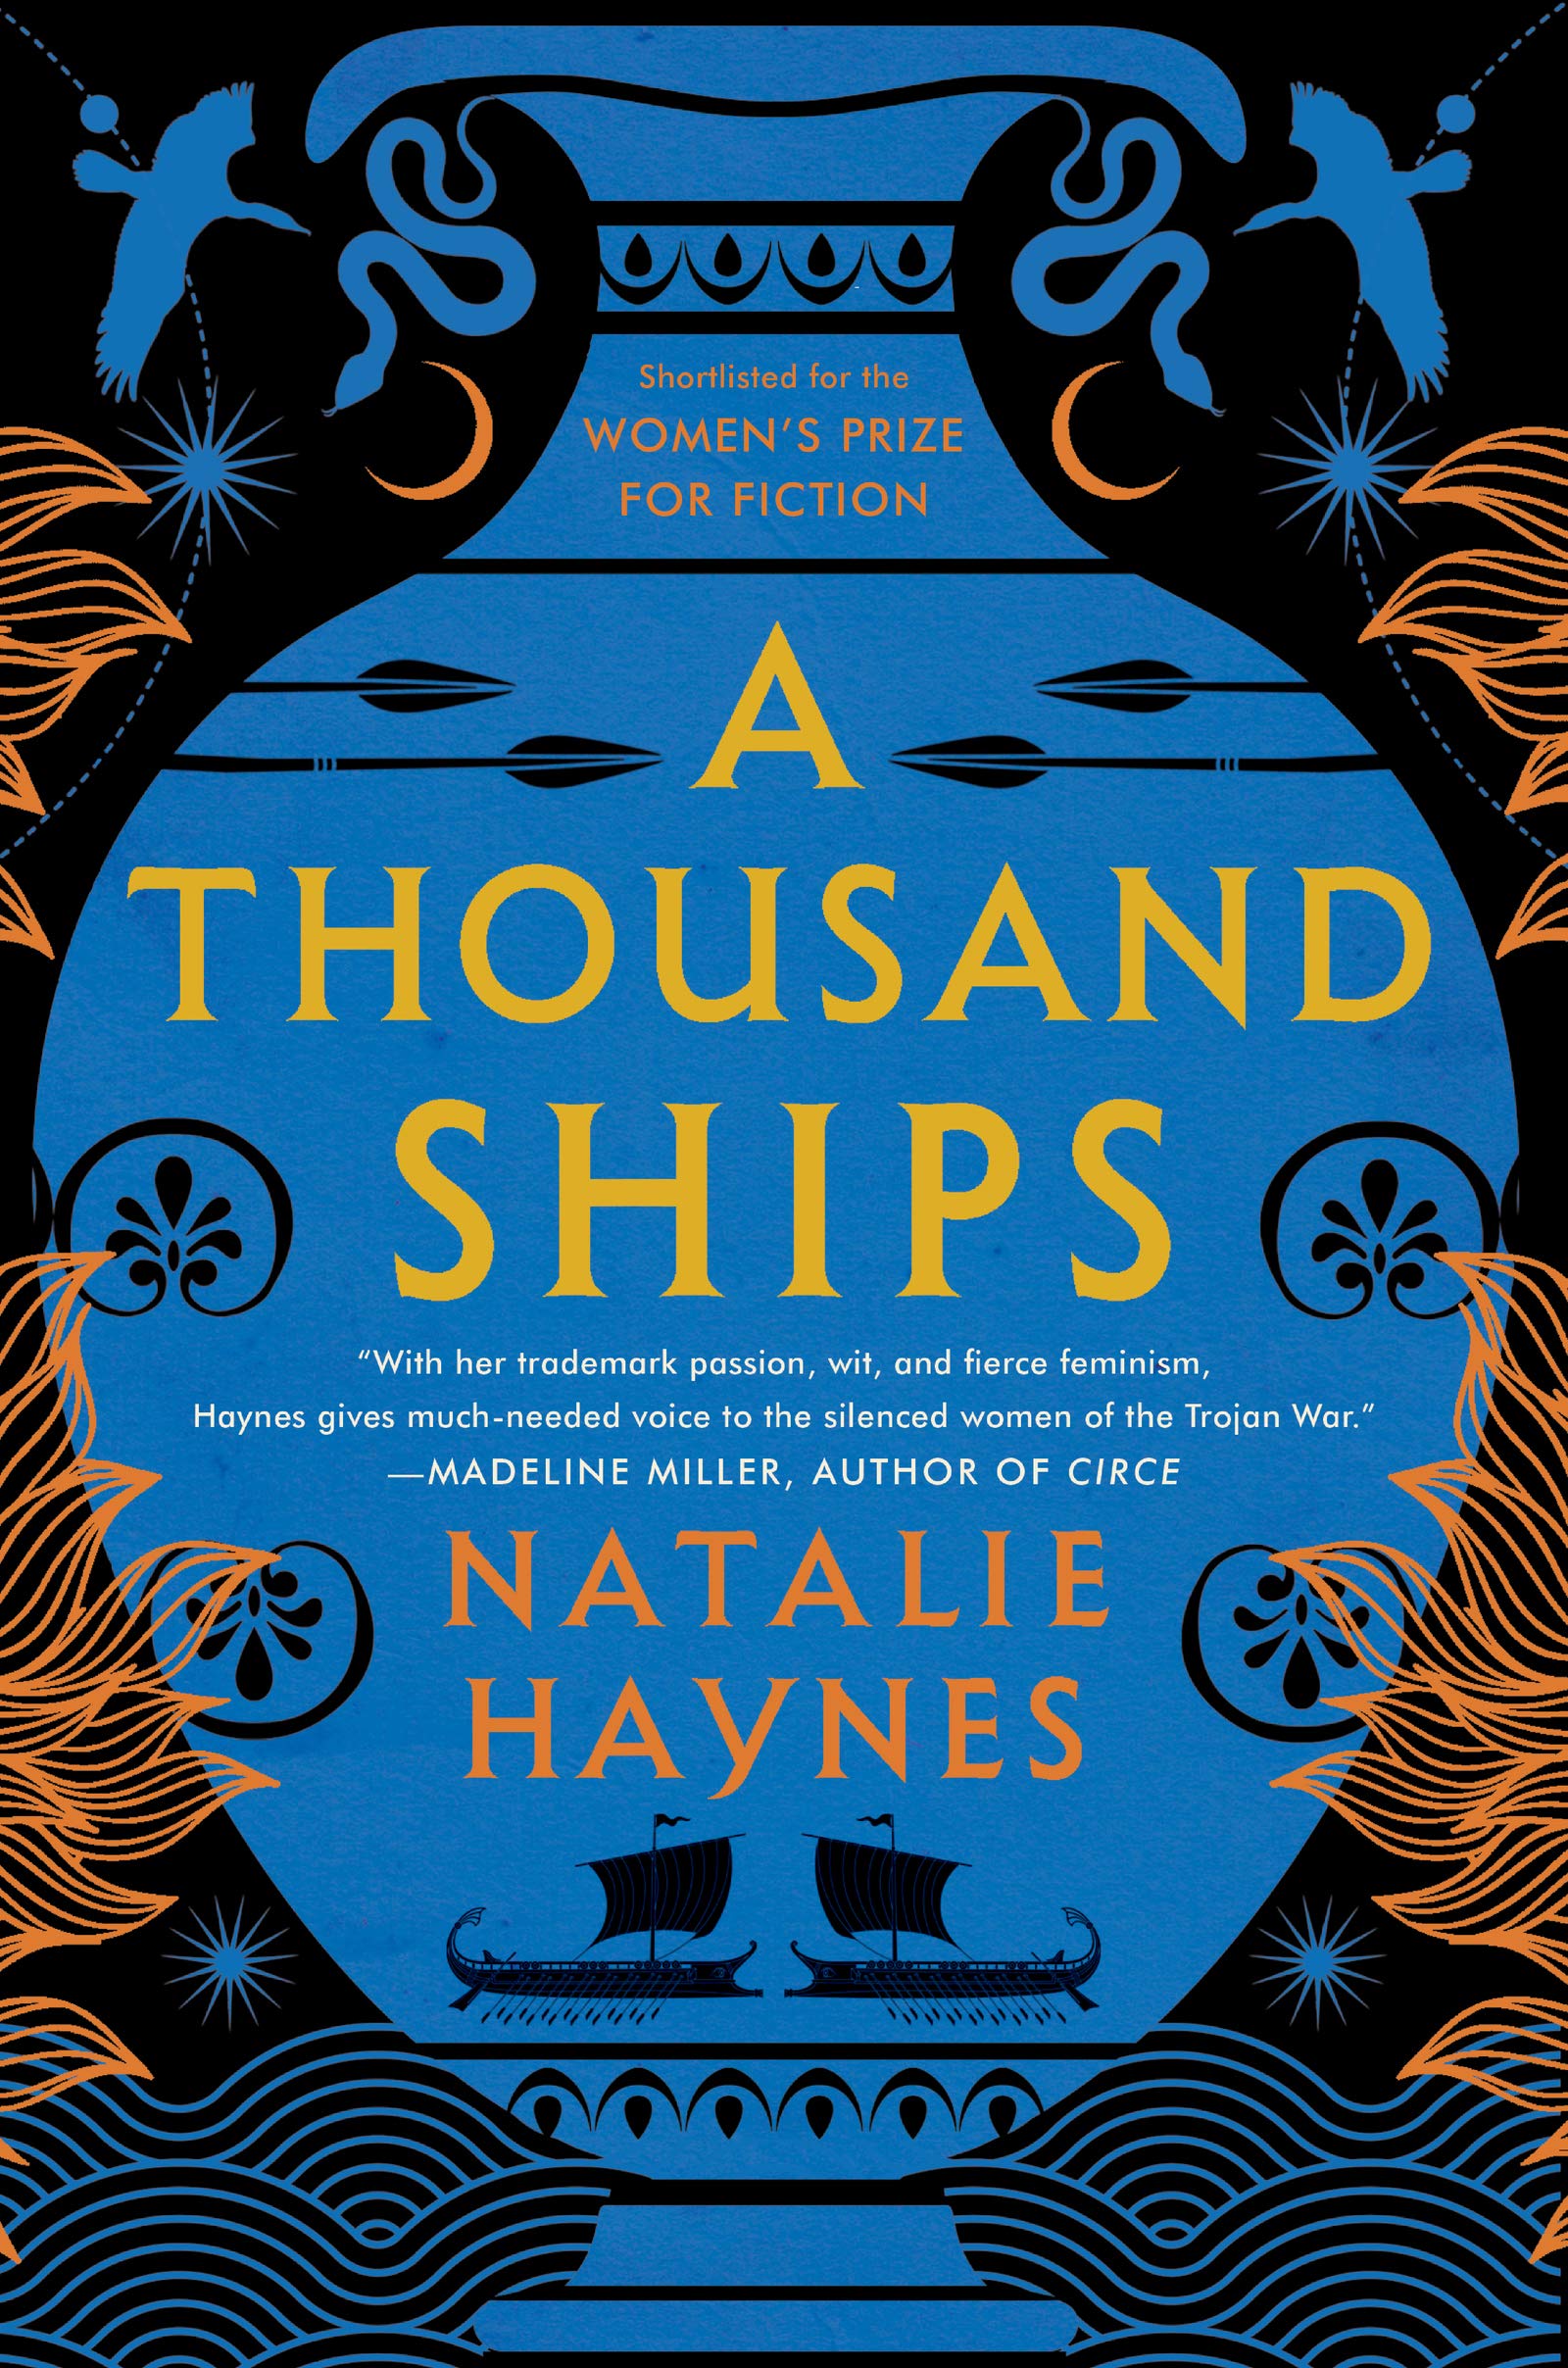 Shortlisted for the
WOMEN’S PRIZE
FOR FICTION
A
THOUSAND
SHIPS
“With her trademark passion, wit, and fierce feminism,
Haynes gives much-needed voice to the silenced women of the Trojan War.”
—MADELINE MILLER, AUTHOR OF CIRCE
NATALIE
HAYNES